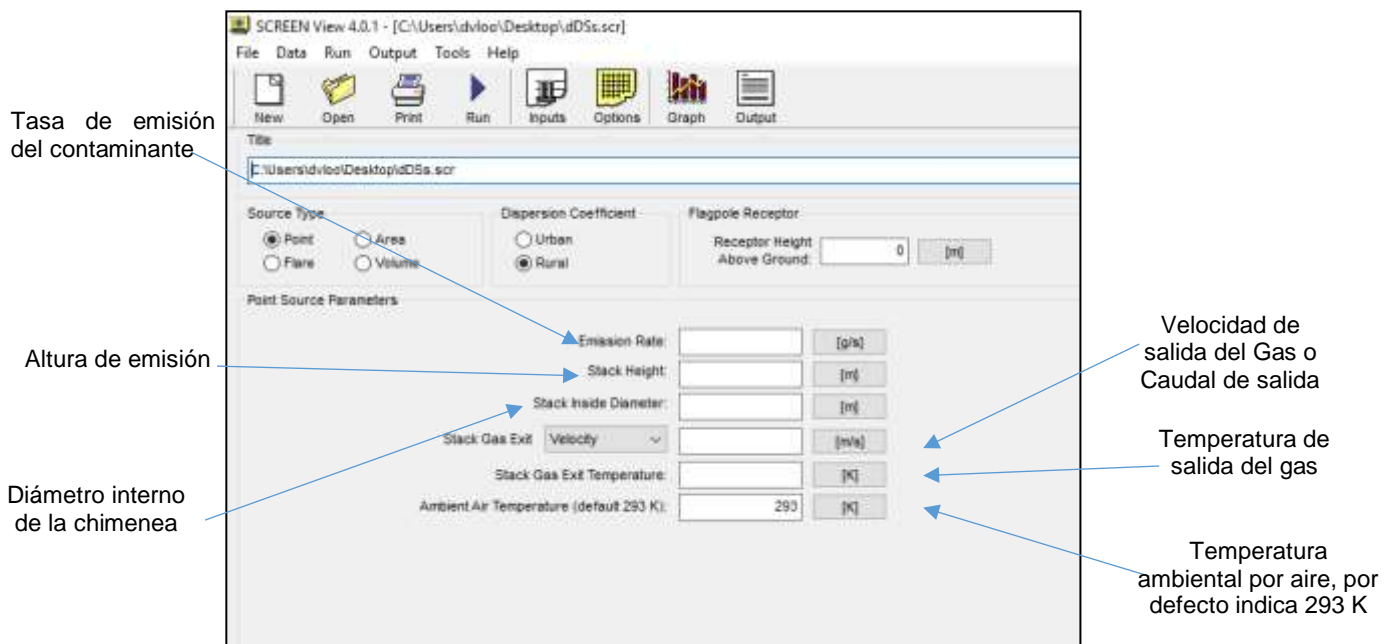 SCREEN View 4.0.1 - [C:\Users\dvloo\Desktop\dDSs.scr]
File Data Run Output Tools Help
New Open Print Run Inputs Options Graph Output
Title
C:\Users\dvloo\Desktop\dDSs.scr
Source Type
Point Area
Flare Volume
Dispersion Coefficient
Urban
Rural
Flagpole Receptor
Receptor Height
Above Ground: 0 [m]
Point Source Parameters
Emission Rate: [g/s]
Stack Height: [m]
Stack Inside Diameter: [m]
Stack Gas Exit Velocity [m/s]
Stack Gas Exit Temperature: [K]
Ambient Air Temperature (default 293 K): 293 [K]
Tasa de emisión
del contaminante
Altura de emisión
Diámetro interno
de la chimenea
Velocidad de
salida del Gas o
Caudal de salida
Temperatura de
salida del gas
Temperatura
ambiental por aire, por
defecto indica 293 K